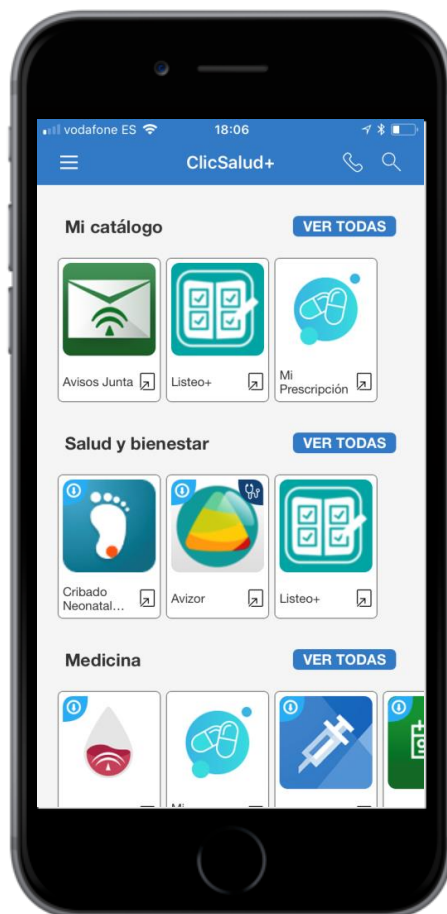 vodafone ES
18:06
ClicSalud+
Mi catálogo
VER TODAS
Avisos Junta
Listeo+
Mi
Prescripción
Salud y bienestar
VER TODAS
Cribado
Neonatal...
Avizor
Listeo+
Medicina
VER TODAS